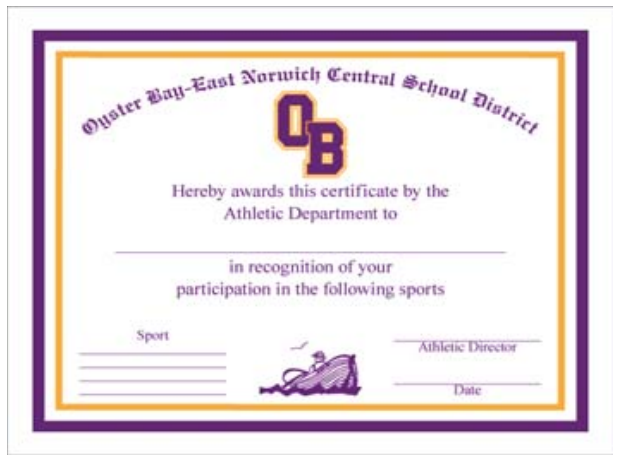 Oyster Bay-East Norwich Central School District
OB
Hereby awards this certificate by the
Athletic Department to
in recognition of your
participation in the following sports
Sport
Athletic Director
Date